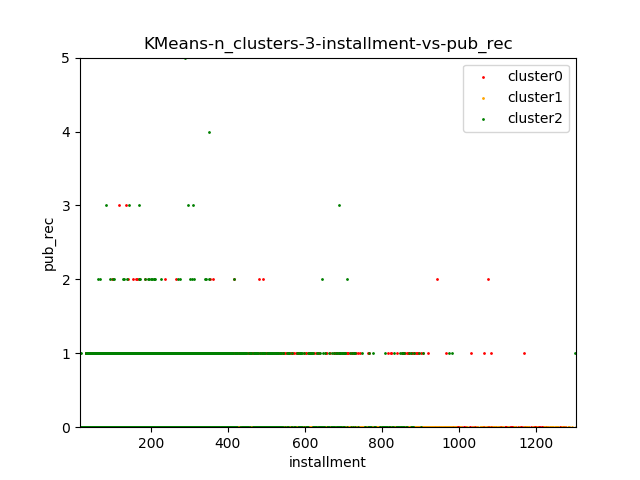 KMeans-n_clusters-3-installment-vs-pub_rec
cluster0
cluster1
cluster2
5
4
3
2
1
0
pub_rec
200
400
600
800
1000
1200
installment